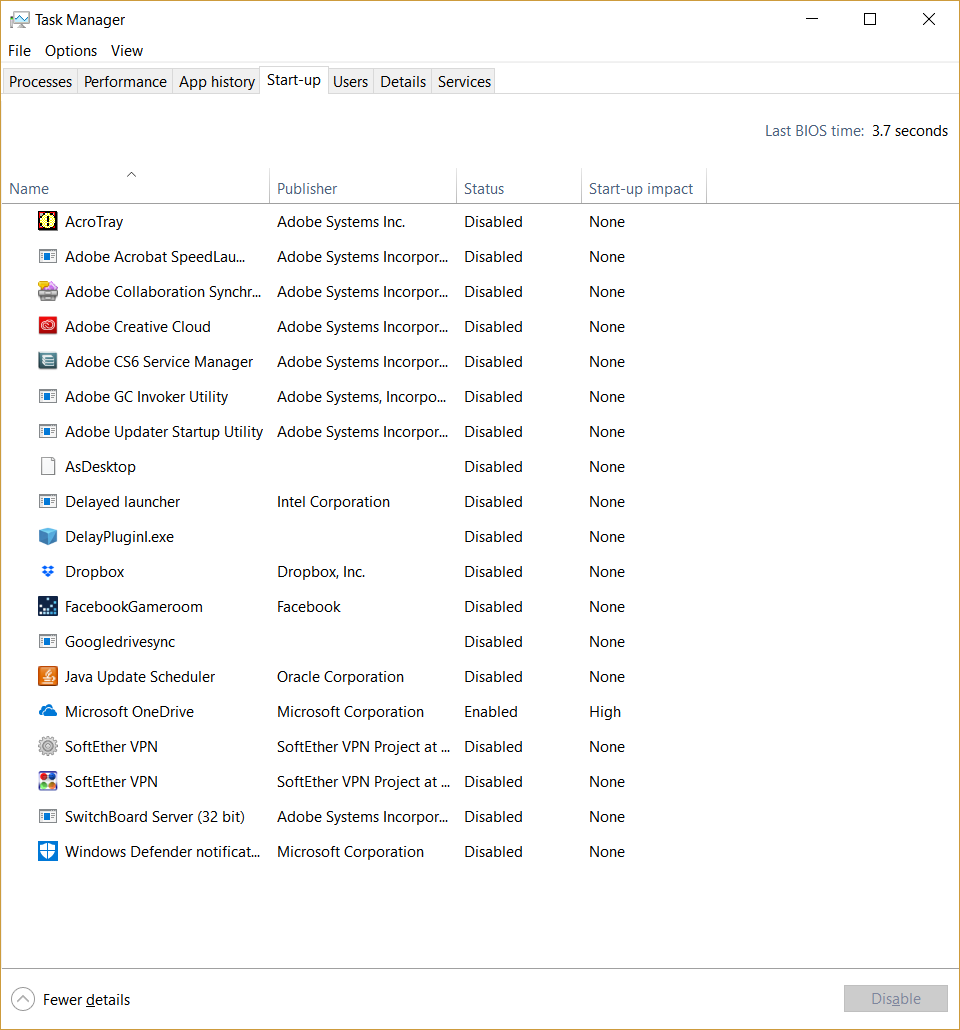 Task Manager
File Options View
Processes Performance App history Start-up Users Details Services
Last BIOS time: 3.7 seconds
Name Publisher Status Start-up impact
AcroTray Adobe Systems Inc. Disabled None
Adobe Acrobat SpeedLau... Adobe Systems Incorpor... Disabled None
Adobe Collaboration Synchr... Adobe Systems Incorpor... Disabled None
Adobe Creative Cloud Adobe Systems Incorpor... Disabled None
Adobe CS6 Service Manager Adobe Systems Incorpor... Disabled None
Adobe GC Invoker Utility Adobe Systems, Incorpo... Disabled None
Adobe Updater Startup Utility Adobe Systems Incorpor... Disabled None
AsDesktop Disabled None
Delayed launcher Intel Corporation Disabled None
DelayPluginI.exe Disabled None
Dropbox Dropbox, Inc. Disabled None
FacebookGameroom Facebook Disabled None
Googledrivesync Disabled None
Java Update Scheduler Oracle Corporation Disabled None
Microsoft OneDrive Microsoft Corporation Enabled High
SoftEther VPN SoftEther VPN Project at ... Disabled None
SoftEther VPN SoftEther VPN Project at ... Disabled None
SwitchBoard Server (32 bit) Adobe Systems Incorpor... Disabled None
Windows Defender notificat... Microsoft Corporation Disabled None
Fewer details Disable